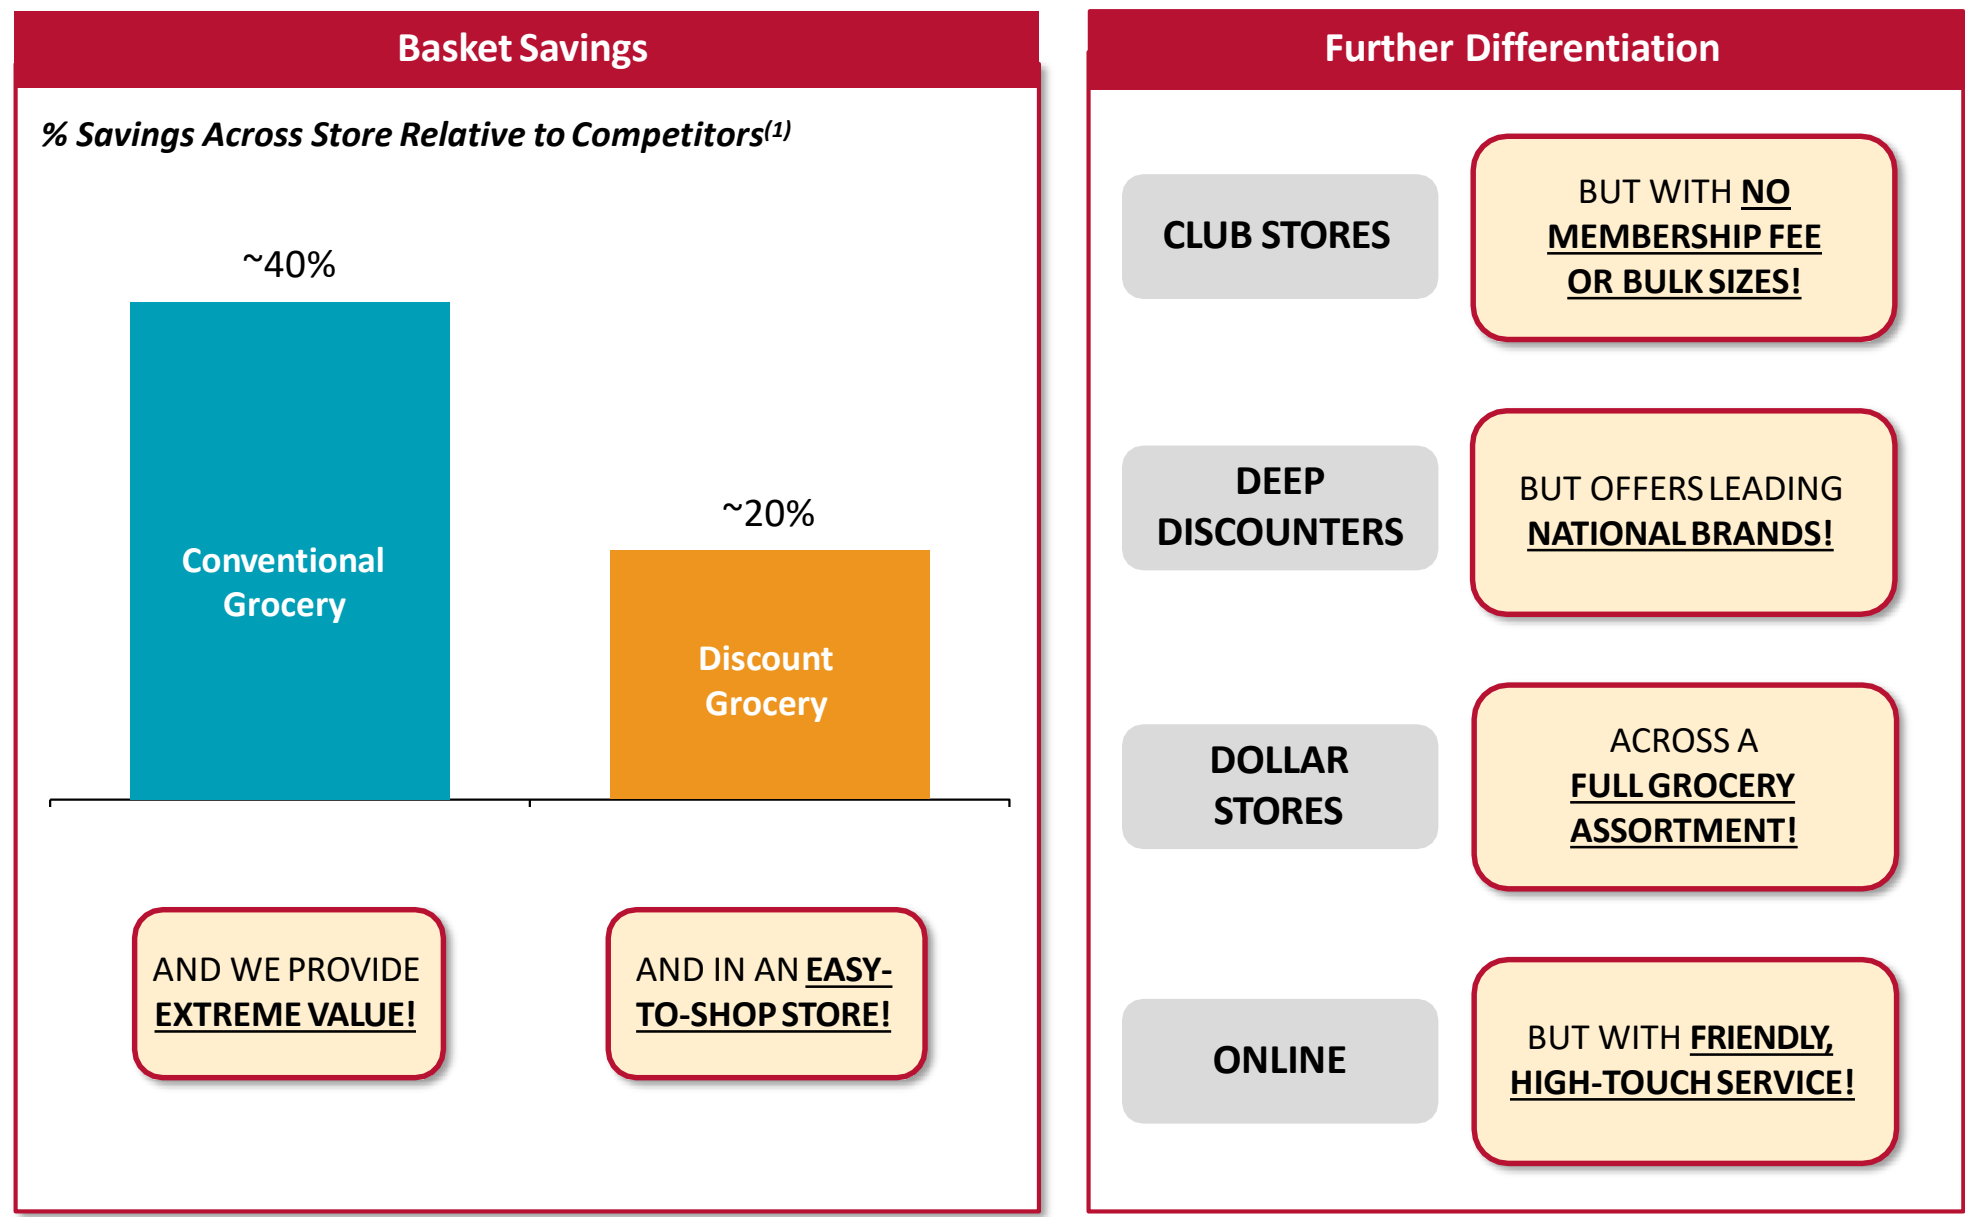 Basket Savings
% Savings Across Store Relative to Competitors(1)
~40%
Conventional
Grocery
~20%
Discount
Grocery
AND WE PROVIDE
EXTREME VALUE!
AND IN AN EASY-
TO-SHOP STORE!
Further Differentiation
CLUB STORES
BUT WITH NO
MEMBERSHIP FEE
OR BULK SIZES!
DEEP
DISCOUNTERS
BUT OFFERS LEADING
NATIONAL BRANDS!
DOLLAR
STORES
ACROSS A
FULL GROCERY
ASSORTMENT!
ONLINE
BUT WITH FRIENDLY,
HIGH-TOUCH SERVICE!